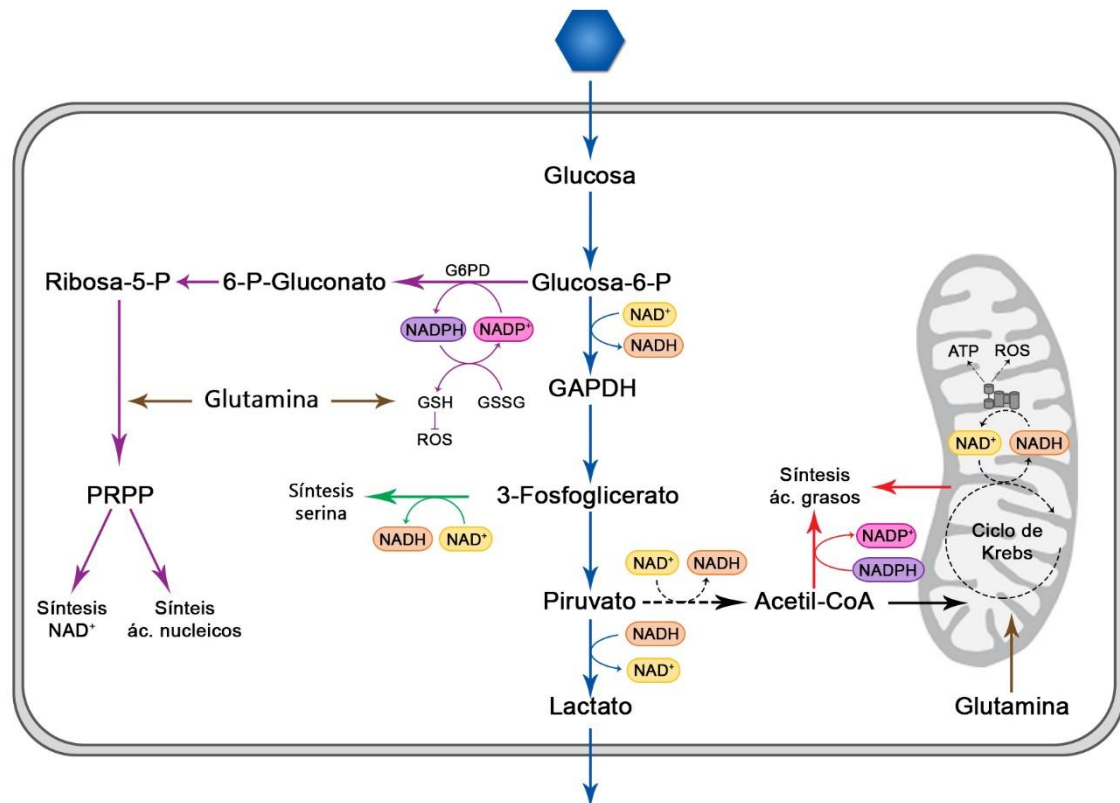 Glucosa
G6PD
Ribosa-5-P
6-P-Gluconato
Glucosa-6-P
NADPH
NADP⁺
NAD⁺
NADH
ATP
ROS
GAPDH
Glutamina
GSH
GSSG
ROS
NAD⁺
NADH
Síntesis
ác. grasos
PRPP
Síntesis
serina
3-Fosfoglicerato
NADH
NAD⁺
Ciclo de
Krebs
NADP⁺
NADPH
NAD⁺
NADH
Síntesis
NAD⁺
Sínteis
ác. nucleicos
Piruvato
Acetil-CoA
NADH
NAD⁺
Lactato
Glutamina